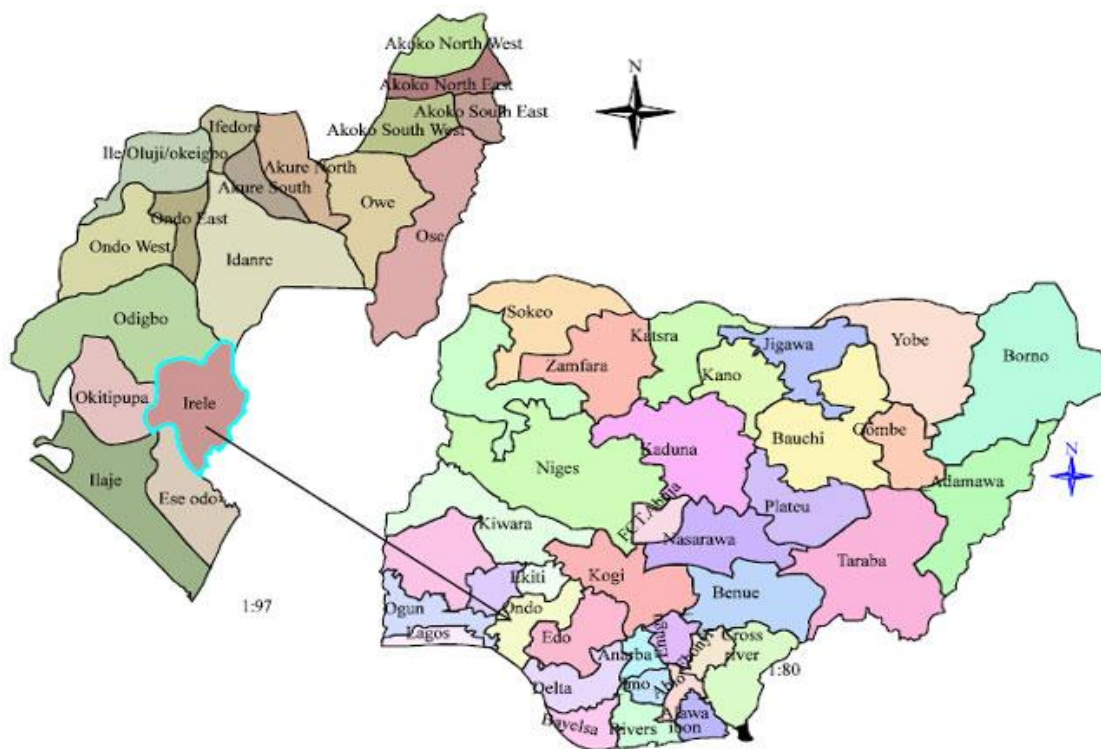 Akoko North West
N
Akoko North East
Akoko South East
Akoko South West
Ifedore
Ile/Oluji/okeigbo
Akure North
Akure South
Owe
Ondo East
Ose
Ondo West
Idanre
Odigbo
Okitipupa
Irele
Ilaje
Ese odo
1:97
Sokeo
Katsra
Jigawa
Yobe
Borno
Zamfara
Kano
Bauchi
Gombe
Kaduna
N
Niges
Adamawa
FCT.Abuja
Plateu
Kiwara
Nasarawa
Taraba
Ekiti
Kogi
Benue
Ogun
Ondo
Lagos
Edo
Enugu
Ebony
Cross
river
Anarba
1:80
Delta
Imo
Bayelsa
Rivers
ibon